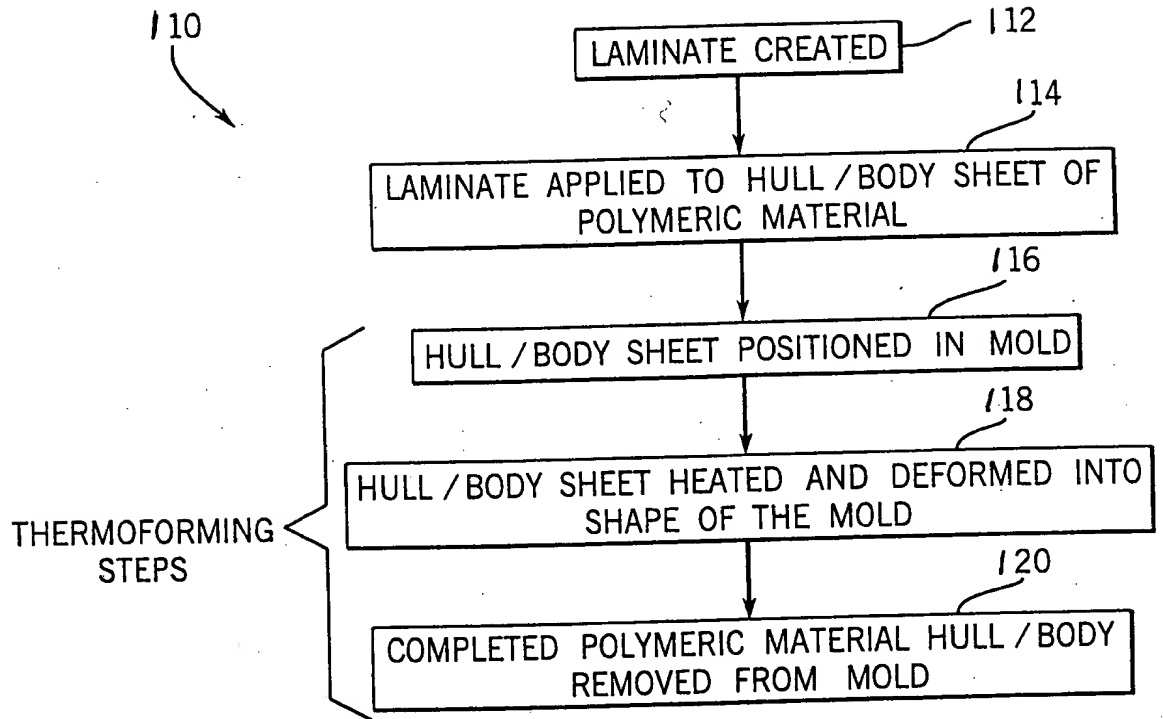 110
LAMINATE CREATED
112
114
LAMINATE APPLIED TO HULL/BODY SHEET OF
POLYMERIC MATERIAL
116
HULL/BODY SHEET POSITIONED IN MOLD
118
HULL/BODY SHEET HEATED AND DEFORMED INTO
SHAPE OF THE MOLD
THERMOFORMING
STEPS
120
COMPLETED POLYMERIC MATERIAL HULL/BODY
REMOVED FROM MOLD